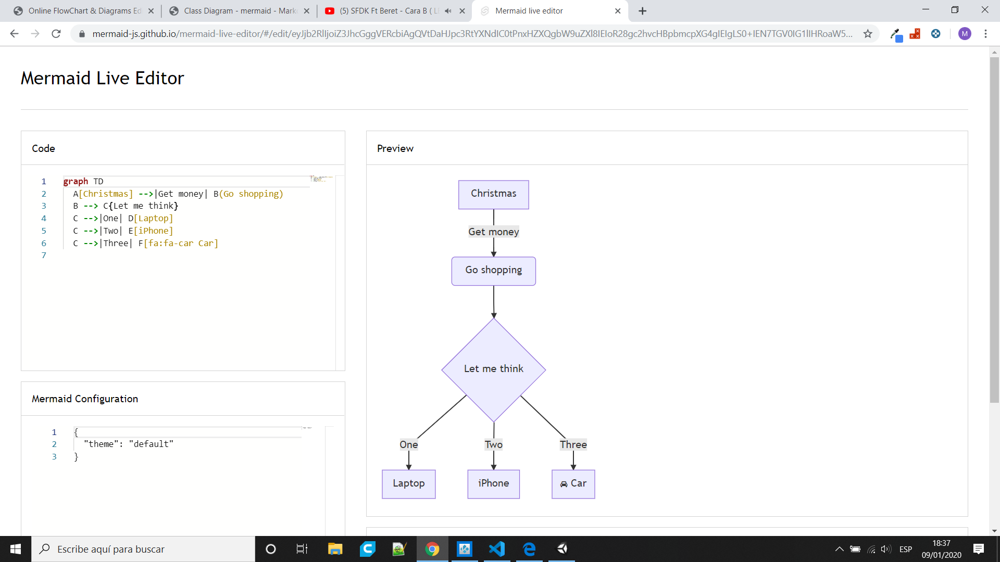 Online FlowChart & Diagrams Ed
Class Diagram - mermaid - Mark
(5) SFDK Ft Beret - Cara B ( LE
Mermaid live editor
mermaid-js.github.io/mermaid-live-editor/#/edit/eyJjb2RlIjoiZ3JhcGggVERcbiAgQVtDaHJpc3RtYXNdIC0tPnxHZXQgbW9uZXl8IEIoR28gc2hvcHBpbmcpXG4gIEIgLS0+IEN7TGV0IG1lIHRoaW5...
M
Mermaid Live Editor
Code
1 graph TD
2 A[Christmas] -->|Get money| B(Go shopping)
3 B --> C{Let me think}
4 C -->|One| D[Laptop]
5 C -->|Two| E[iPhone]
6 C -->|Three| F[fa:fa-car Car]
7
Mermaid Configuration
1 {
2 "theme": "default"
3 }
Preview
Christmas
Get money
Go shopping
Let me think
One
Two
Three
Laptop
iPhone
Car
Escribe aquí para buscar
ESP
18:37
09/01/2020